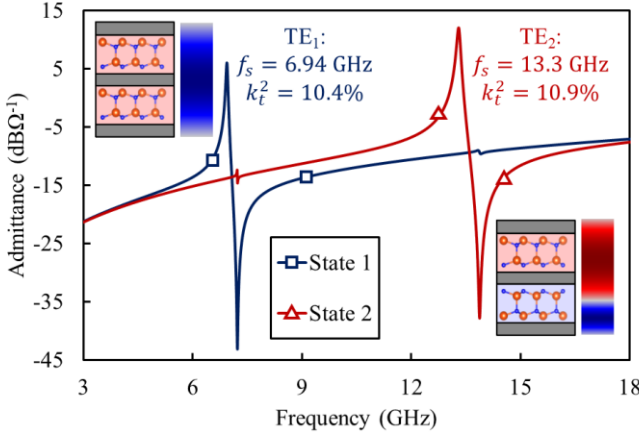 15
5
-5
-15
-25
-35
-45
Admittance (dBΩ⁻¹)
TE₁:
fₛ = 6.94 GHz
kₜ² = 10.4%
TE₂:
fₛ = 13.3 GHz
kₜ² = 10.9%
State 1
State 2
3
6
9
12
15
18
Frequency (GHz)